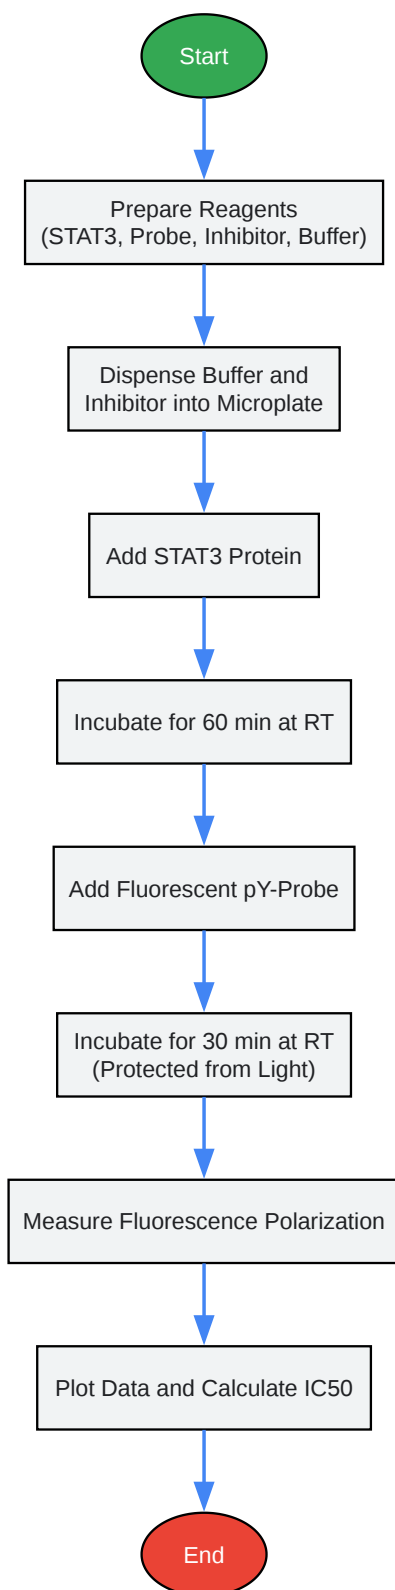 Start
Prepare Reagents
(STAT3, Probe, Inhibitor, Buffer)
Dispense Buffer and
Inhibitor into Microplate
Add STAT3 Protein
Incubate for 60 min at RT
Add Fluorescent pY-Probe
Incubate for 30 min at RT
(Protected from Light)
Measure Fluorescence Polarization
Plot Data and Calculate IC50
End